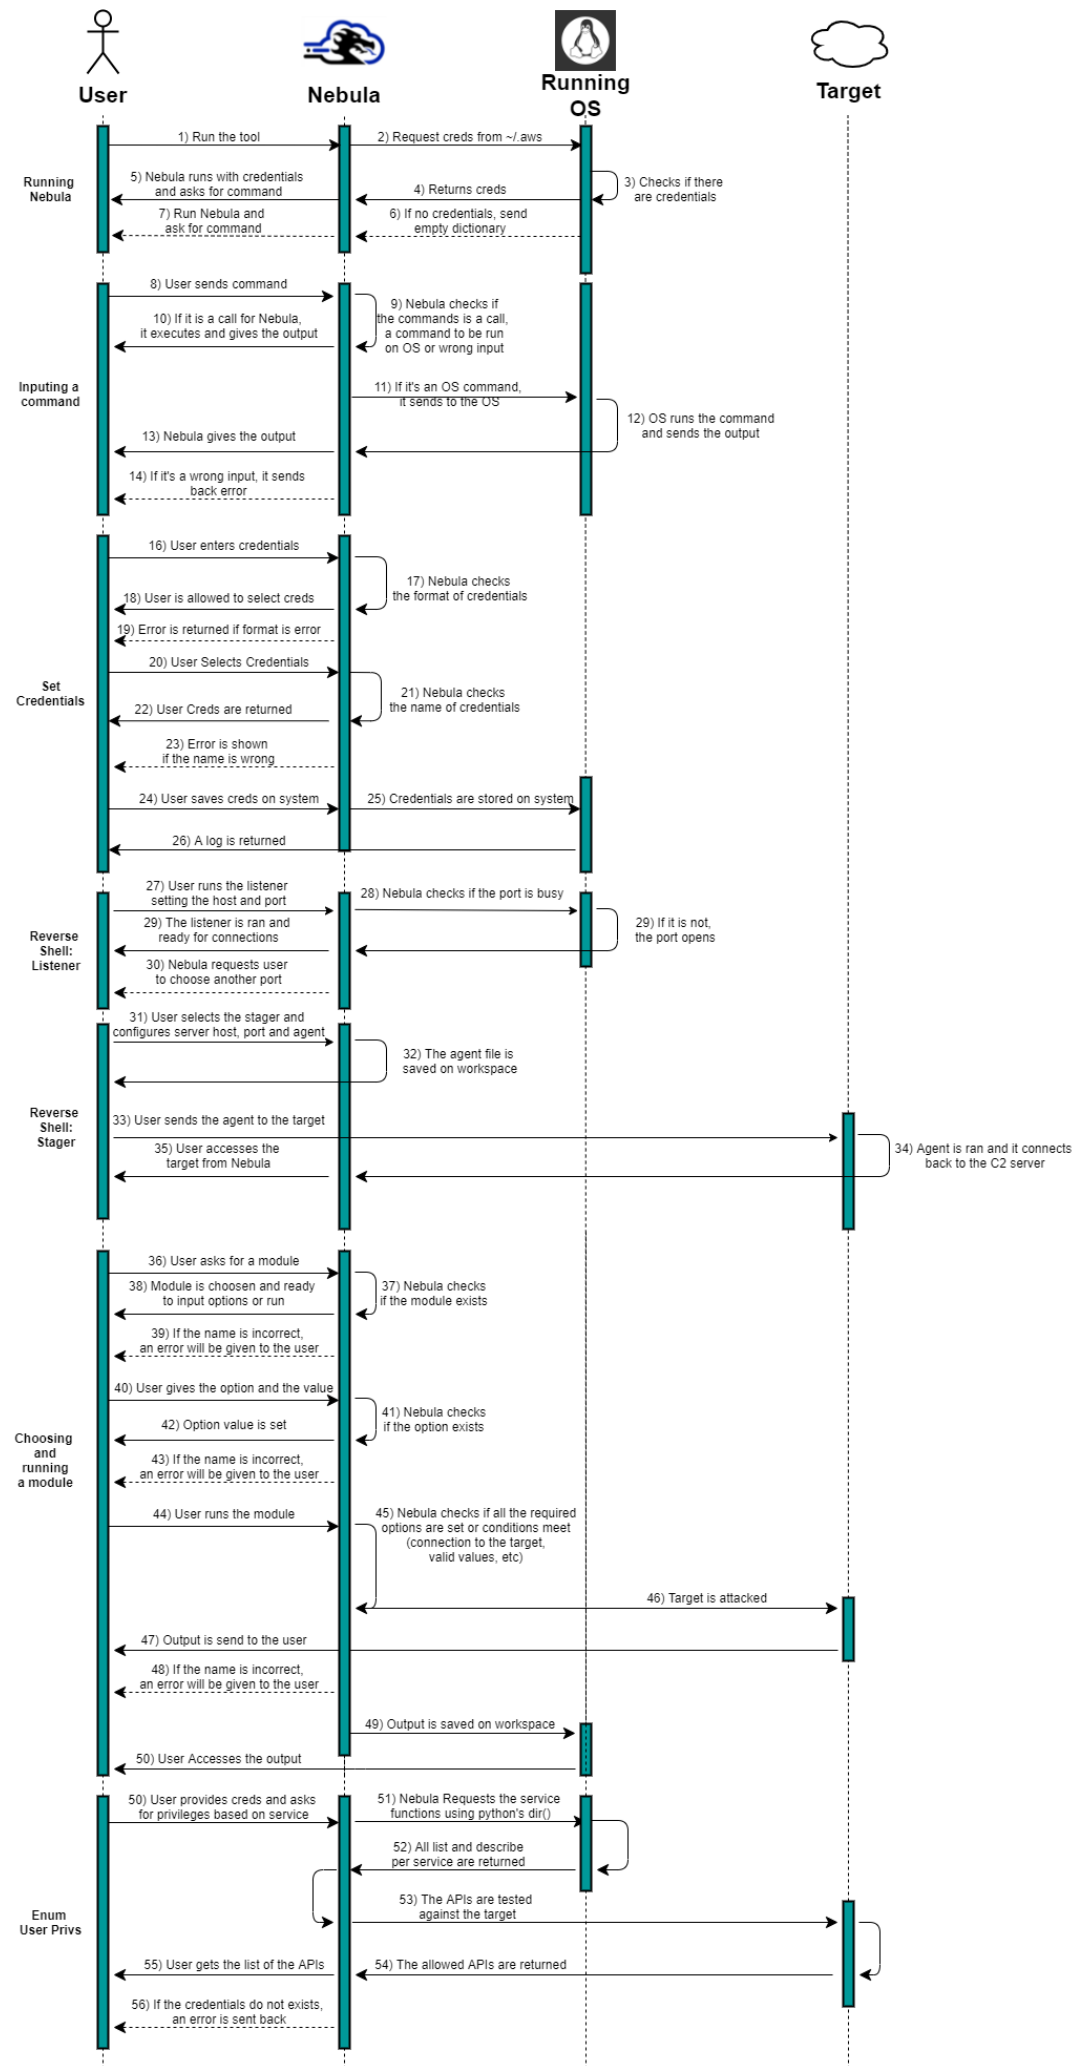 User
Nebula
Running
OS
Target
1) Run the tool
2) Request creds from ~/.aws
Running
Nebula
5) Nebula runs with credentials
and asks for command
4) Returns creds
3) Checks if there
are credentials
7) Run Nebula and
ask for command
6) If no credentials, send
empty dictionary
8) User sends command
9) Nebula checks if
the commands is a call,
a command to be run
on OS or wrong input
10) If it is a call for Nebula,
it executes and gives the output
Inputing a
command
11) If it's an OS command,
it sends to the OS
12) OS runs the command
and sends the output
13) Nebula gives the output
14) If it's a wrong input, it sends
back error
16) User enters credentials
17) Nebula checks
the format of credentials
18) User is allowed to select creds
19) Error is returned if format is error
20) User Selects Credentials
Set
Credentials
21) Nebula checks
the name of credentials
22) User Creds are returned
23) Error is shown
if the name is wrong
24) User saves creds on system
25) Credentials are stored on system
26) A log is returned
27) User runs the listener
setting the host and port
28) Nebula checks if the port is busy
29) The listener is ran and
ready for connections
29) If it is not,
the port opens
Reverse
Shell:
Listener
30) Nebula requests user
to choose another port
31) User selects the stager and
configures server host, port and agent
32) The agent file is
saved on workspace
Reverse
Shell:
Stager
33) User sends the agent to the target
35) User accesses the
target from Nebula
34) Agent is ran and it connects
back to the C2 server
36) User asks for a module
38) Module is choosen and ready
to input options or run
37) Nebula checks
if the module exists
39) If the name is incorrect,
an error will be given to the user
40) User gives the option and the value
41) Nebula checks
if the option exists
42) Option value is set
Choosing
and
running
a module
43) If the name is incorrect,
an error will be given to the user
44) User runs the module
45) Nebula checks if all the required
options are set or conditions meet
(connection to the target,
valid values, etc)
46) Target is attacked
47) Output is send to the user
48) If the name is incorrect,
an error will be given to the user
49) Output is saved on workspace
50) User Accesses the output
50) User provides creds and asks
for privileges based on service
51) Nebula Requests the service
functions using python's dir()
52) All list and describe
per service are returned
53) The APIs are tested
against the target
Enum
User Privs
55) User gets the list of the APIs
54) The allowed APIs are returned
56) If the credentials do not exists,
an error is sent back